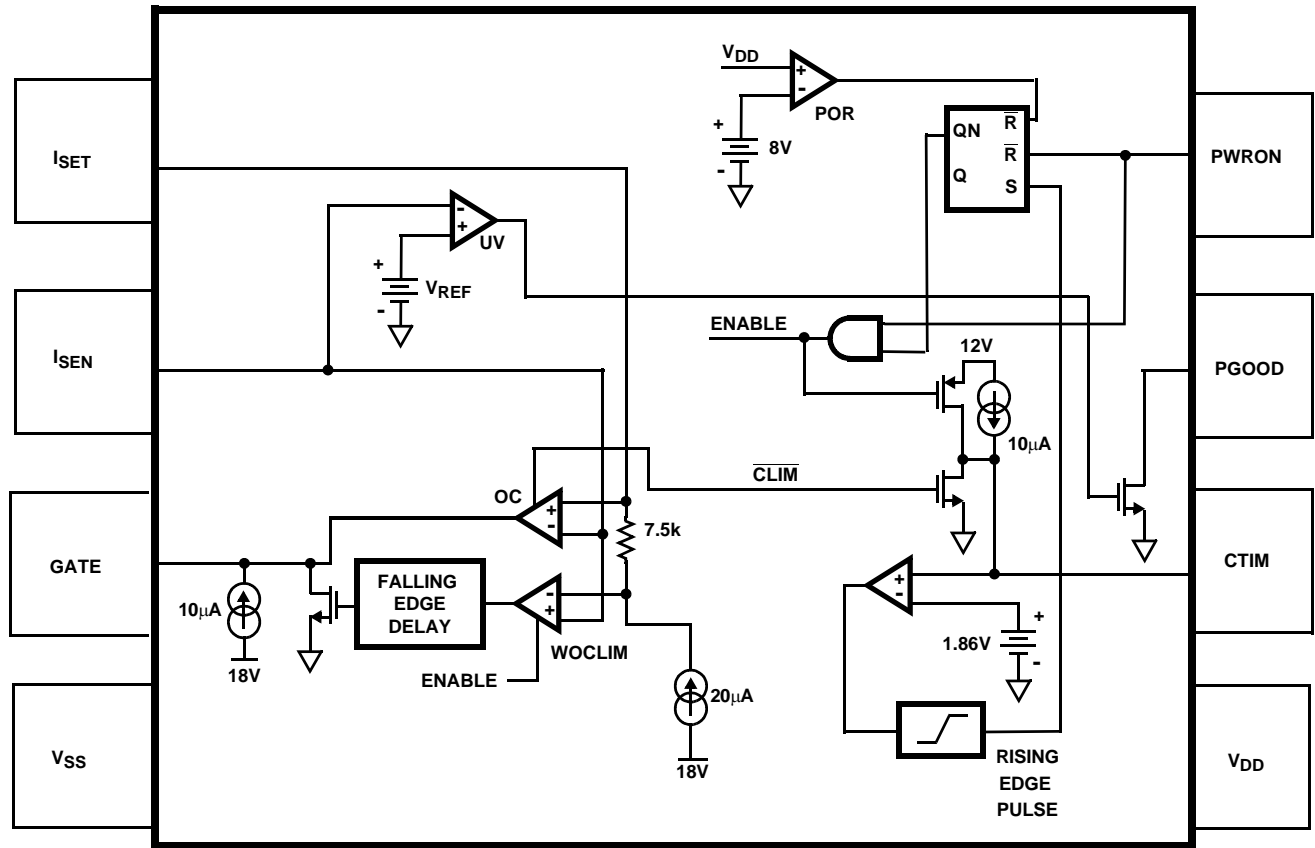 VDD
+
-
POR
+
8V
-
QN
R̅
R̅
Q
S
ISET
PWRON
-
+
UV
+
VREF
-
ISEN
ENABLE
12V
PGOOD
10µA
C̅L̅I̅M̅
OC
+
-
7.5k
GATE
10µA
18V
FALLING
EDGE
DELAY
-
+
WOCLIM
ENABLE
20µA
18V
+
-
+
1.86V
-
CTIM
RISING
EDGE
PULSE
VSS
VDD